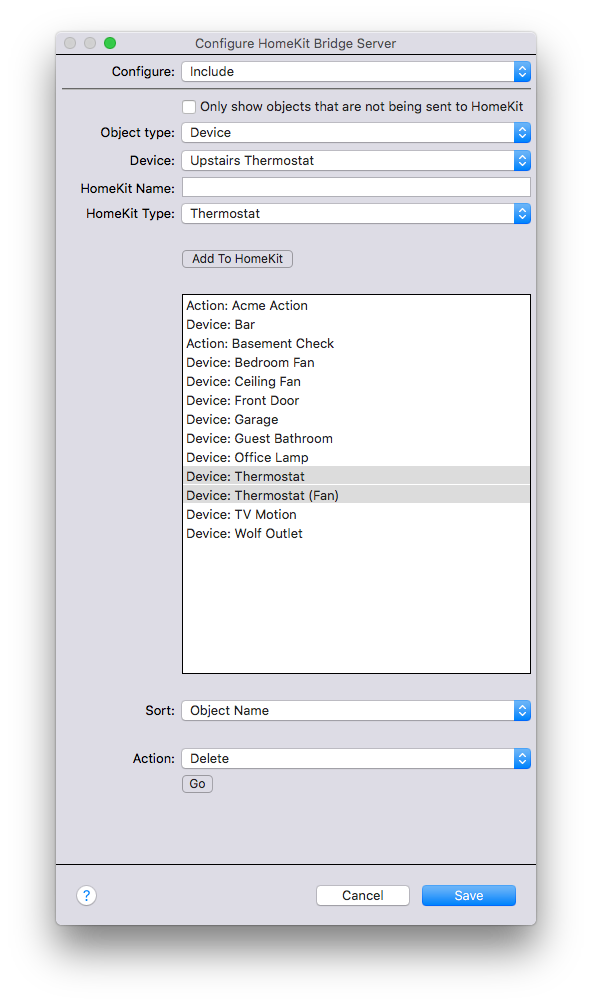 Configure HomeKit Bridge Server
Configure: Include
Only show objects that are not being sent to HomeKit
Object type: Device
Device: Upstairs Thermostat
HomeKit Name:
HomeKit Type: Thermostat
Add To HomeKit
Action: Acme Action
Device: Bar
Action: Basement Check
Device: Bedroom Fan
Device: Ceiling Fan
Device: Front Door
Device: Garage
Device: Guest Bathroom
Device: Office Lamp
Device: Thermostat
Device: Thermostat (Fan)
Device: TV Motion
Device: Wolf Outlet
Sort: Object Name
Action: Delete
Go
? Cancel Save